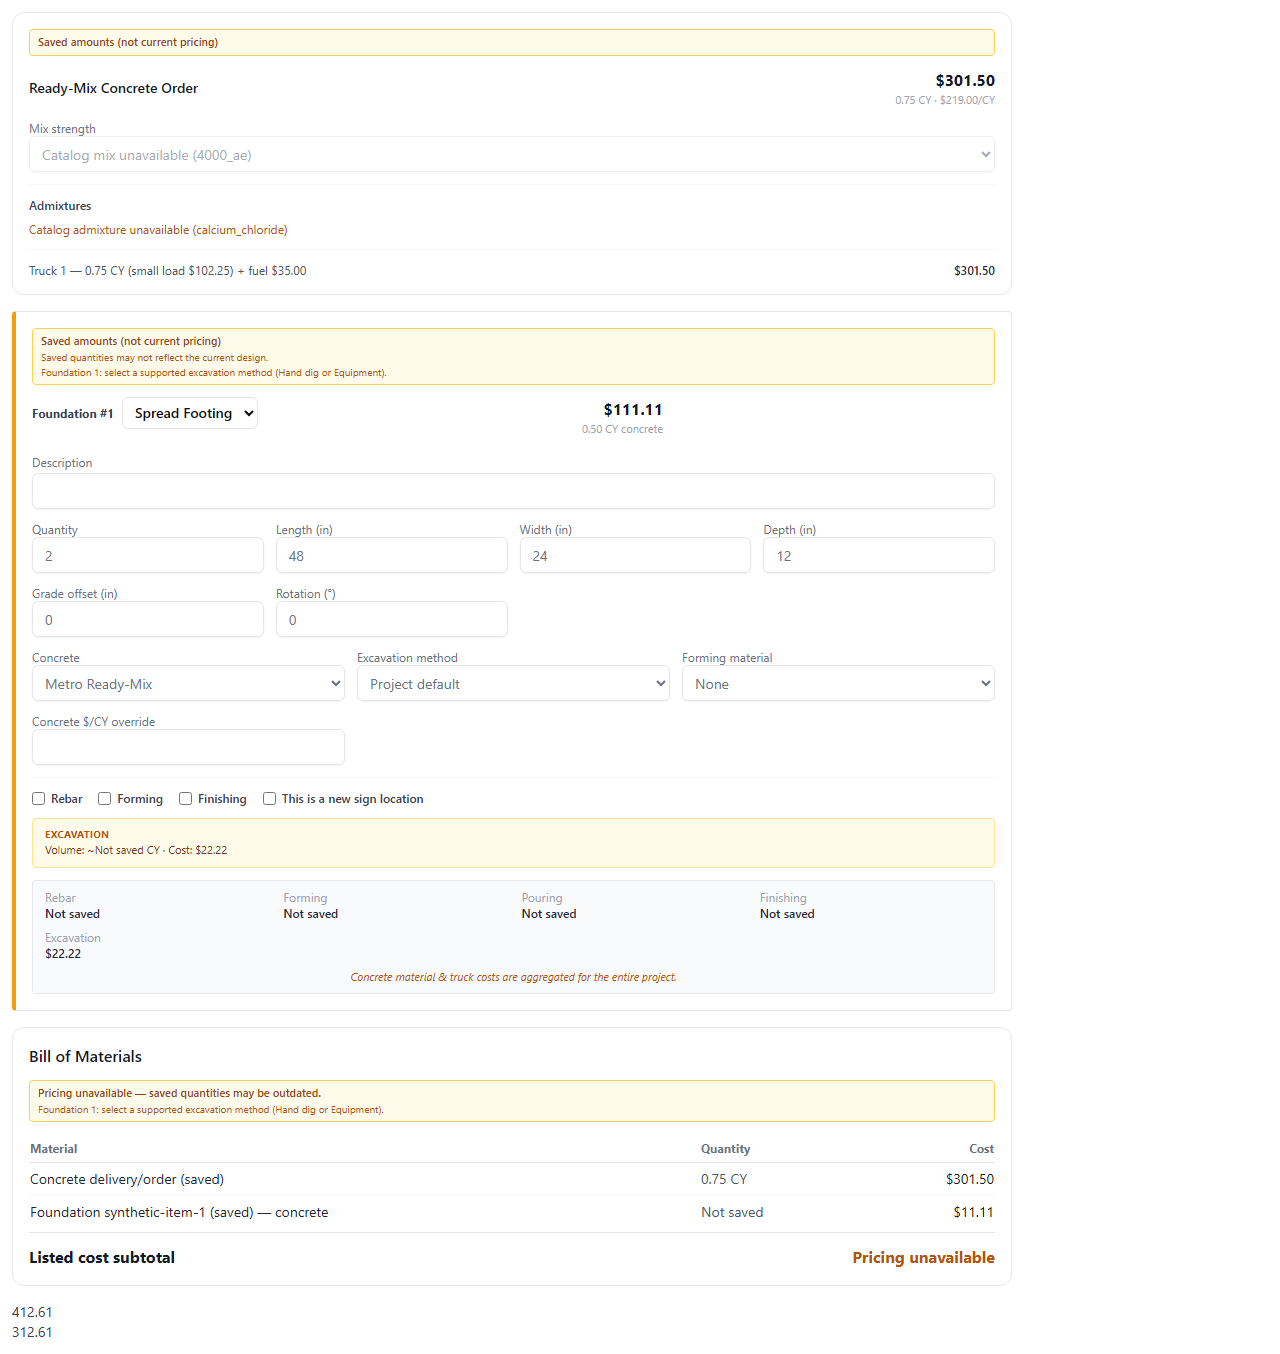 Saved amounts (not current pricing)
Ready-Mix Concrete Order
$301.50
0.75 CY · $219.00/CY
Mix strength
Catalog mix unavailable (4000_ae)
Admixtures
Catalog admixture unavailable (calcium_chloride)
Truck 1 — 0.75 CY (small load $102.25) + fuel $35.00
$301.50
Saved amounts (not current pricing)
Saved quantities may not reflect the current design.
Foundation 1: select a supported excavation method (Hand dig or Equipment).
Foundation #1
Spread Footing
$111.11
0.50 CY concrete
Description
Quantity
Length (in)
Width (in)
Depth (in)
2
48
24
12
Grade offset (in)
Rotation (°)
0
0
Concrete
Excavation method
Forming material
Metro Ready-Mix
Project default
None
Concrete $/CY override
Rebar
Forming
Finishing
This is a new sign location
EXCAVATION
Volume: ~Not saved CY · Cost: $22.22
Rebar
Forming
Pouring
Finishing
Not saved
Not saved
Not saved
Not saved
Excavation
$22.22
Concrete material & truck costs are aggregated for the entire project.
Bill of Materials
Pricing unavailable — saved quantities may be outdated.
Foundation 1: select a supported excavation method (Hand dig or Equipment).
Material
Quantity
Cost
Concrete delivery/order (saved)
0.75 CY
$301.50
Foundation synthetic-item-1 (saved) — concrete
Not saved
$11.11
Listed cost subtotal
Pricing unavailable
412.61
312.61